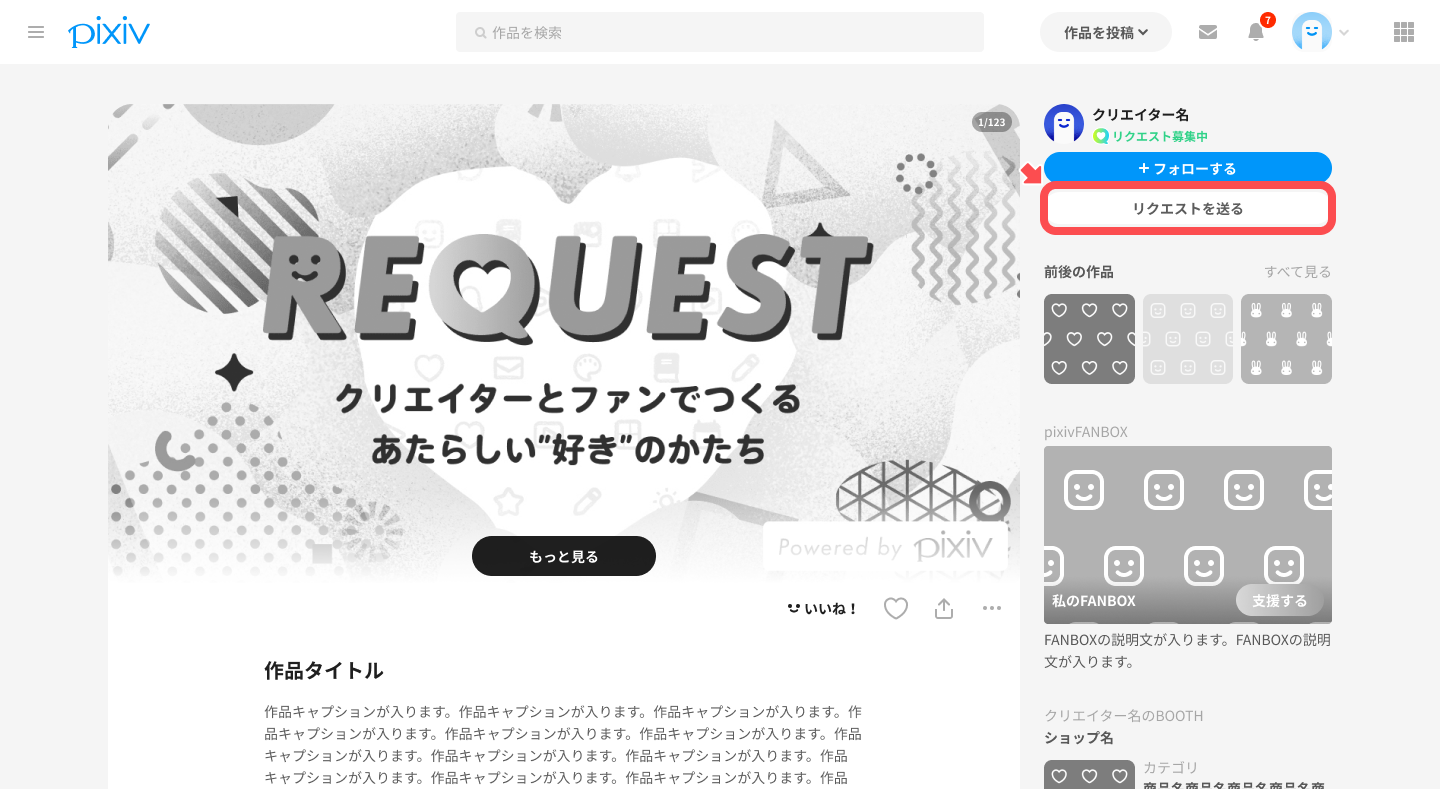 pixiv
作品を検索
作品を投稿
7
1/123
REQUEST
クリエイターとファンでつくる
あたらしい"好き"のかたち
Powered by pixiv
もっと見る
いいね！
作品タイトル
作品キャプションが入ります。作品キャプションが入ります。作品キャプションが入ります。作
品キャプションが入ります。作品キャプションが入ります。作品キャプションが入ります。作品
キャプションが入ります。作品キャプションが入ります。作品キャプションが入ります。作品
キャプションが入ります。作品キャプションが入ります。作品キャプションが入ります。作品
クリエイター名
リクエスト募集中
+ フォローする
リクエストを送る
前後の作品
すべて見る
pixivFANBOX
私のFANBOX
支援する
FANBOXの説明文が入ります。FANBOXの説明
文が入ります。
クリエイター名のBOOTH
ショップ名
カテゴリ
商品名商品名商品名商品名商